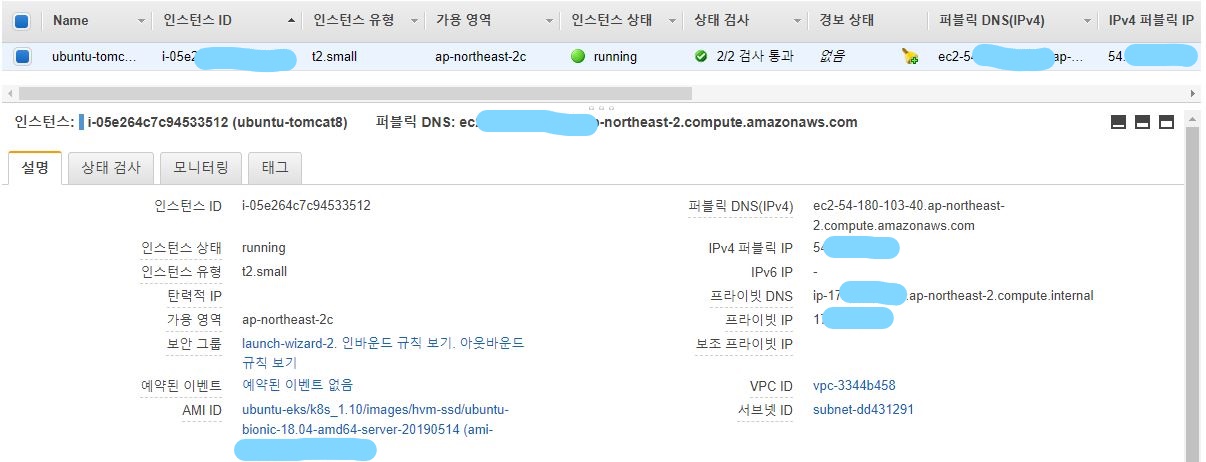 Name 인스턴스 ID 인스턴스 유형 가용 영역 인스턴스 상태 상태 검사 경보 상태 퍼블릭 DNS(IPv4) IPv4 퍼블릭 IP
ubuntu-tomc... i-05e2 t2.small ap-northeast-2c running 2/2 검사 통과 없음 ec2-5 ap-... 54.
인스턴스: i-05e264c7c94533512 (ubuntu-tomcat8) 퍼블릭 DNS: ec -northeast-2.compute.amazonaws.com
설명 상태 검사 모니터링 태그
인스턴스 ID i-05e264c7c94533512
인스턴스 상태 running
인스턴스 유형 t2.small
탄력적 IP
가용 영역 ap-northeast-2c
보안 그룹 launch-wizard-2. 인바운드 규칙 보기. 아웃바운드
규칙 보기
예약된 이벤트 예약된 이벤트 없음
AMI ID ubuntu-eks/k8s_1.10/images/hvm-ssd/ubuntu-
bionic-18.04-amd64-server-20190514 (ami-
퍼블릭 DNS(IPv4) ec2-54-180-103-40.ap-northeast-
2.compute.amazonaws.com
IPv4 퍼블릭 IP 54
IPv6 IP -
프라이빗 DNS ip-17 .ap-northeast-2.compute.internal
프라이빗 IP 17
보조 프라이빗 IP
VPC ID vpc-3344b458
서브넷 ID subnet-dd431291